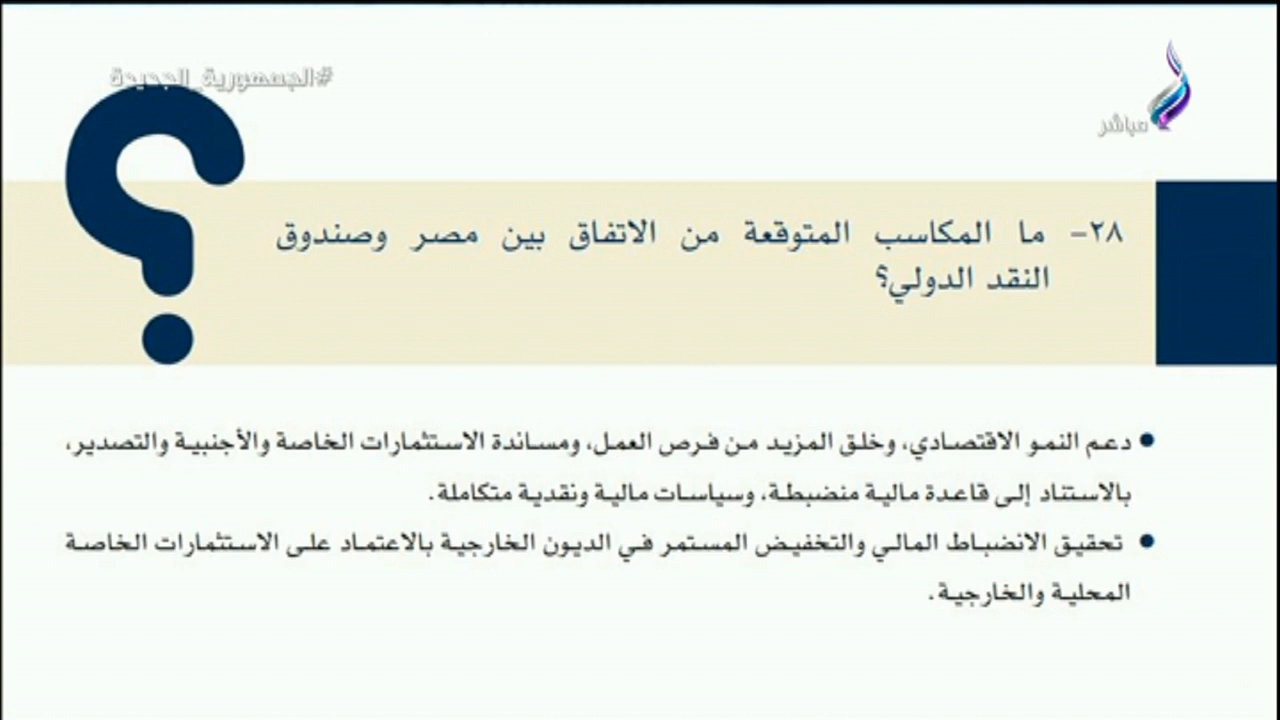 #الجمهورية_الجديدة
مباشر
٢٨- ما المكاسب المتوقعة من الاتفاق بين مصر وصندوق
النقد الدولي؟
● دعم النمو الاقتصادي، وخلق المزيد من فرص العمل، ومساندة الاستثمارات الخاصة والأجنبية والتصدير،
بالاستناد إلى قاعدة مالية منضبطة، وسياسات مالية ونقدية متكاملة.
● تحقيق الانضباط المالي والتخفيض المستمر في الديون الخارجية بالاعتماد على الاستثمارات الخاصة
المحلية والخارجية.